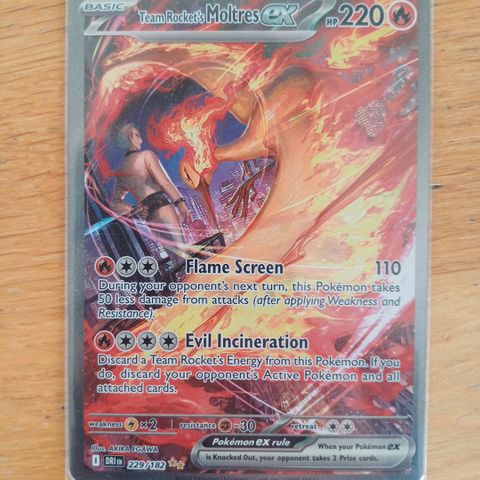 BASIC Team Rocket's Moltres ex HP 220
Flame Screen 110
During your opponent's next turn, this Pokémon takes
50 less damage from attacks (after applying Weakness and
Resistance).
Evil Incineration
Discard a Team Rocket's Energy from this Pokémon. If you
do, discard your opponent's Active Pokémon and all
attached cards.
weakness ×2 resistance -30 retreat
Illus. AKIRA EGAWA
Pokémon ex rule
When your Pokémon ex
is Knocked Out, your opponent takes 2 Prize cards.
I DRI EN 229/182